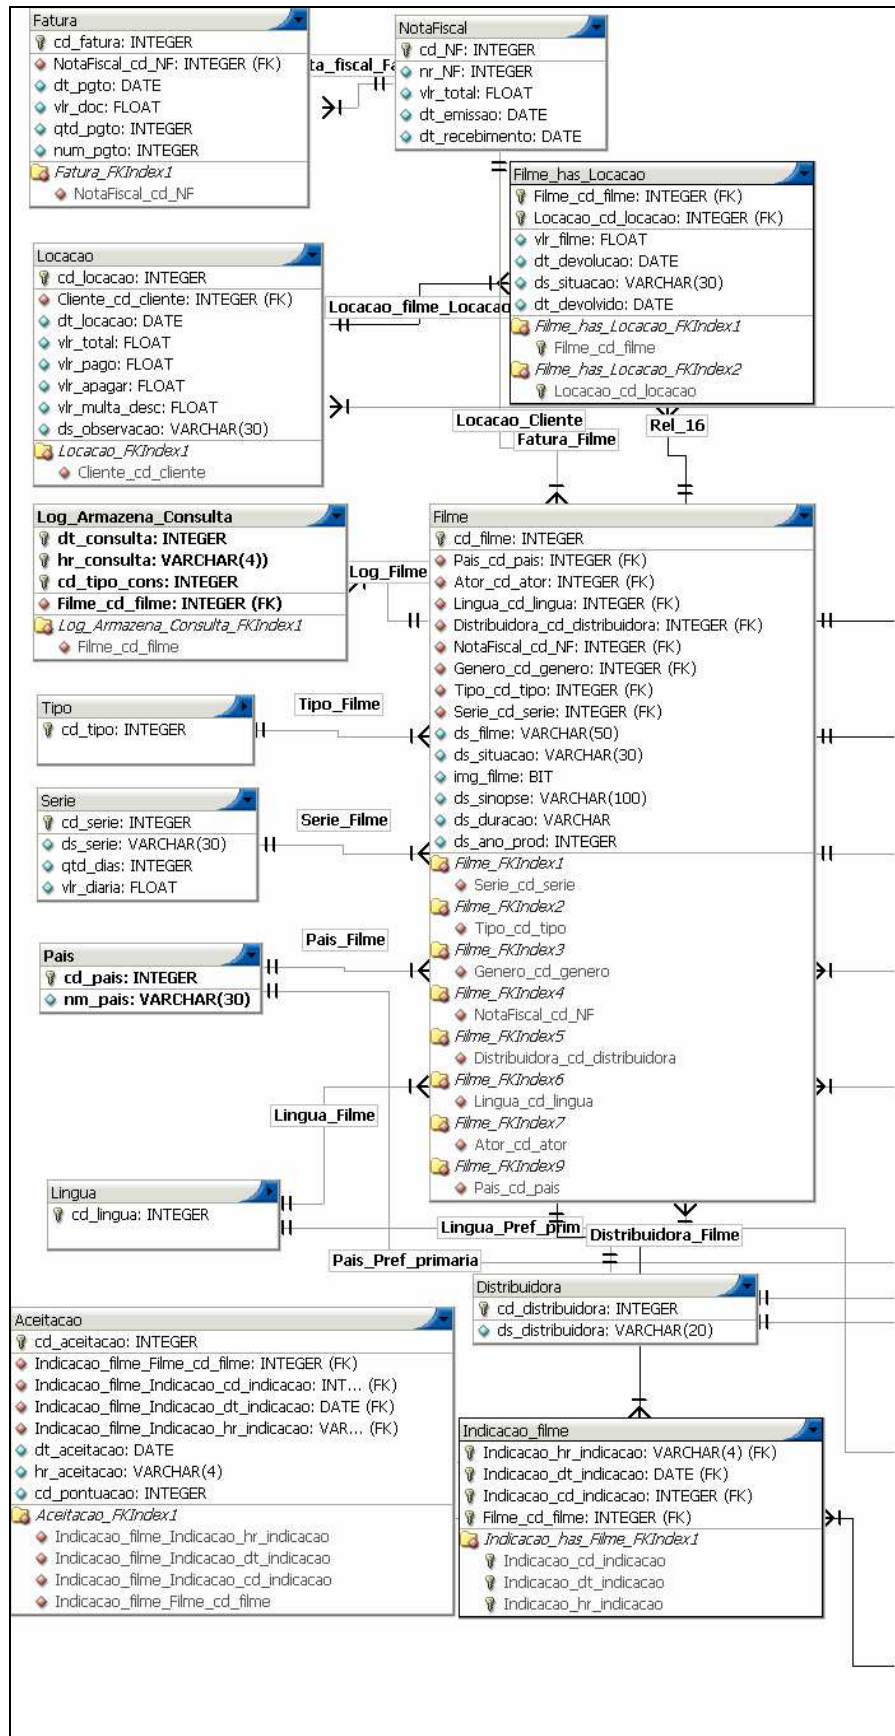 Fatura
cd_fatura: INTEGER
NotaFiscal_cd_NF: INTEGER (FK)
dt_pgto: DATE
vlr_doc: FLOAT
qtd_pgto: INTEGER
num_pgto: INTEGER
Fatura_FKIndex1
NotaFiscal_cd_NF
ta_fiscal_Fa
NotaFiscal
cd_NF: INTEGER
nr_NF: INTEGER
vlr_total: FLOAT
dt_emissao: DATE
dt_recebimento: DATE
Filme_has_Locacao
Filme_cd_filme: INTEGER (FK)
Locacao_cd_locacao: INTEGER (FK)
vlr_filme: FLOAT
dt_devolucao: DATE
ds_situacao: VARCHAR(30)
dt_devolvido: DATE
Filme_has_Locacao_FKIndex1
Filme_cd_filme
Filme_has_Locacao_FKIndex2
Locacao_cd_locacao
Locacao
cd_locacao: INTEGER
Cliente_cd_cliente: INTEGER (FK)
dt_locacao: DATE
vlr_total: FLOAT
vlr_pago: FLOAT
vlr_apagar: FLOAT
vlr_multa_desc: FLOAT
ds_observacao: VARCHAR(30)
Locacao_FKIndex1
Cliente_cd_cliente
Locacao_filme_Locacao
Locacao_Cliente
Fatura_Filme
Rel_16
Log_Armazena_Consulta
dt_consulta: INTEGER
hr_consulta: VARCHAR(4))
cd_tipo_cons: INTEGER
Filme_cd_filme: INTEGER (FK)
Log_Armazena_Consulta_FKIndex1
Filme_cd_filme
Log_Filme
Filme
cd_filme: INTEGER
Pais_cd_pais: INTEGER (FK)
Ator_cd_ator: INTEGER (FK)
Lingua_cd_lingua: INTEGER (FK)
Distribuidora_cd_distribuidora: INTEGER (FK)
NotaFiscal_cd_NF: INTEGER (FK)
Genero_cd_genero: INTEGER (FK)
Tipo_cd_tipo: INTEGER (FK)
Serie_cd_serie: INTEGER (FK)
ds_filme: VARCHAR(50)
ds_situacao: VARCHAR(30)
img_filme: BIT
ds_sinopse: VARCHAR(100)
ds_duracao: VARCHAR
ds_ano_prod: INTEGER
Filme_FKIndex1
Serie_cd_serie
Filme_FKIndex2
Tipo_cd_tipo
Filme_FKIndex3
Genero_cd_genero
Filme_FKIndex4
NotaFiscal_cd_NF
Filme_FKIndex5
Distribuidora_cd_distribuidora
Filme_FKIndex6
Lingua_cd_lingua
Filme_FKIndex7
Ator_cd_ator
Filme_FKIndex9
Pais_cd_pais
Tipo
cd_tipo: INTEGER
Tipo_Filme
Serie
cd_serie: INTEGER
ds_serie: VARCHAR(30)
qtd_dias: INTEGER
vlr_diaria: FLOAT
Serie_Filme
Pais
cd_pais: INTEGER
nm_pais: VARCHAR(30)
Pais_Filme
Lingua_Filme
Lingua
cd_lingua: INTEGER
Lingua_Pref_prim
Distribuidora_Filme
Pais_Pref_primaria
Distribuidora
cd_distribuidora: INTEGER
ds_distribuidora: VARCHAR(20)
Aceitacao
cd_aceitacao: INTEGER
Indicacao_filme_Filme_cd_filme: INTEGER (FK)
Indicacao_filme_Indicacao_cd_indicacao: INT... (FK)
Indicacao_filme_Indicacao_dt_indicacao: DATE (FK)
Indicacao_filme_Indicacao_hr_indicacao: VAR... (FK)
dt_aceitacao: DATE
hr_aceitacao: VARCHAR(4)
cd_pontuacao: INTEGER
Aceitacao_FKIndex1
Indicacao_filme_Indicacao_hr_indicacao
Indicacao_filme_Indicacao_dt_indicacao
Indicacao_filme_Indicacao_cd_indicacao
Indicacao_filme_Filme_cd_filme
Indicacao_filme
Indicacao_hr_indicacao: VARCHAR(4) (FK)
Indicacao_dt_indicacao: DATE (FK)
Indicacao_cd_indicacao: INTEGER (FK)
Filme_cd_filme: INTEGER (FK)
Indicacao_has_Filme_FKIndex1
Indicacao_cd_indicacao
Indicacao_dt_indicacao
Indicacao_hr_indicacao